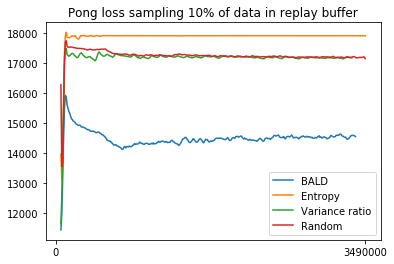 Pong loss sampling 10% of data in replay buffer
18000
17000
16000
15000
14000
13000
12000
0
3490000
BALD
Entropy
Variance ratio
Random